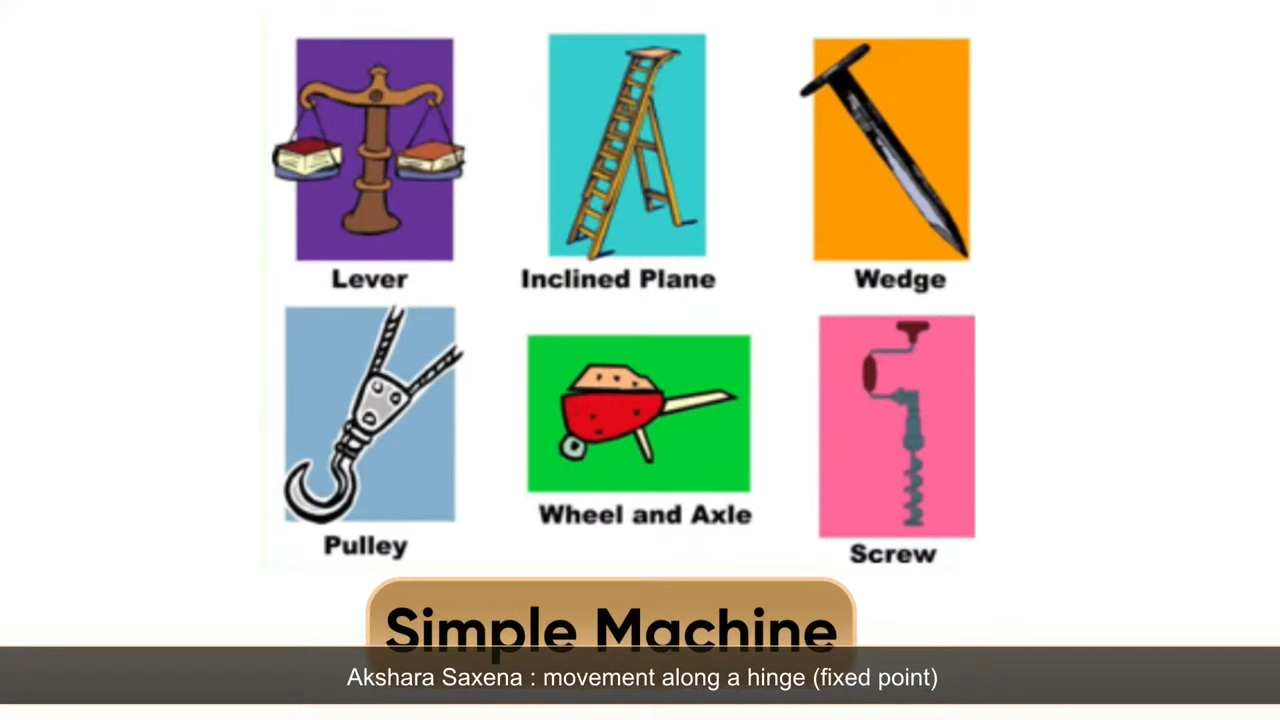 Lever
Inclined Plane
Wedge
Pulley
Wheel and Axle
Screw
Simple Machine
Akshara Saxena : movement along a hinge (fixed point)